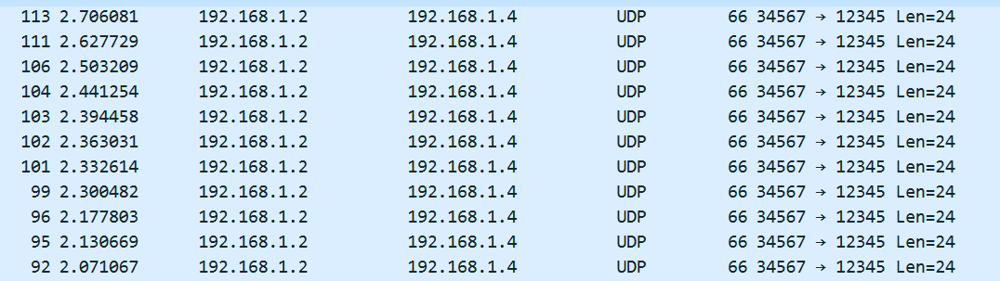 113 2.706081 192.168.1.2 192.168.1.4 UDP 66 34567 → 12345 Len=24
111 2.627729 192.168.1.2 192.168.1.4 UDP 66 34567 → 12345 Len=24
106 2.503209 192.168.1.2 192.168.1.4 UDP 66 34567 → 12345 Len=24
104 2.441254 192.168.1.2 192.168.1.4 UDP 66 34567 → 12345 Len=24
103 2.394458 192.168.1.2 192.168.1.4 UDP 66 34567 → 12345 Len=24
102 2.363031 192.168.1.2 192.168.1.4 UDP 66 34567 → 12345 Len=24
101 2.332614 192.168.1.2 192.168.1.4 UDP 66 34567 → 12345 Len=24
99 2.300482 192.168.1.2 192.168.1.4 UDP 66 34567 → 12345 Len=24
96 2.177803 192.168.1.2 192.168.1.4 UDP 66 34567 → 12345 Len=24
95 2.130669 192.168.1.2 192.168.1.4 UDP 66 34567 → 12345 Len=24
92 2.071067 192.168.1.2 192.168.1.4 UDP 66 34567 → 12345 Len=24